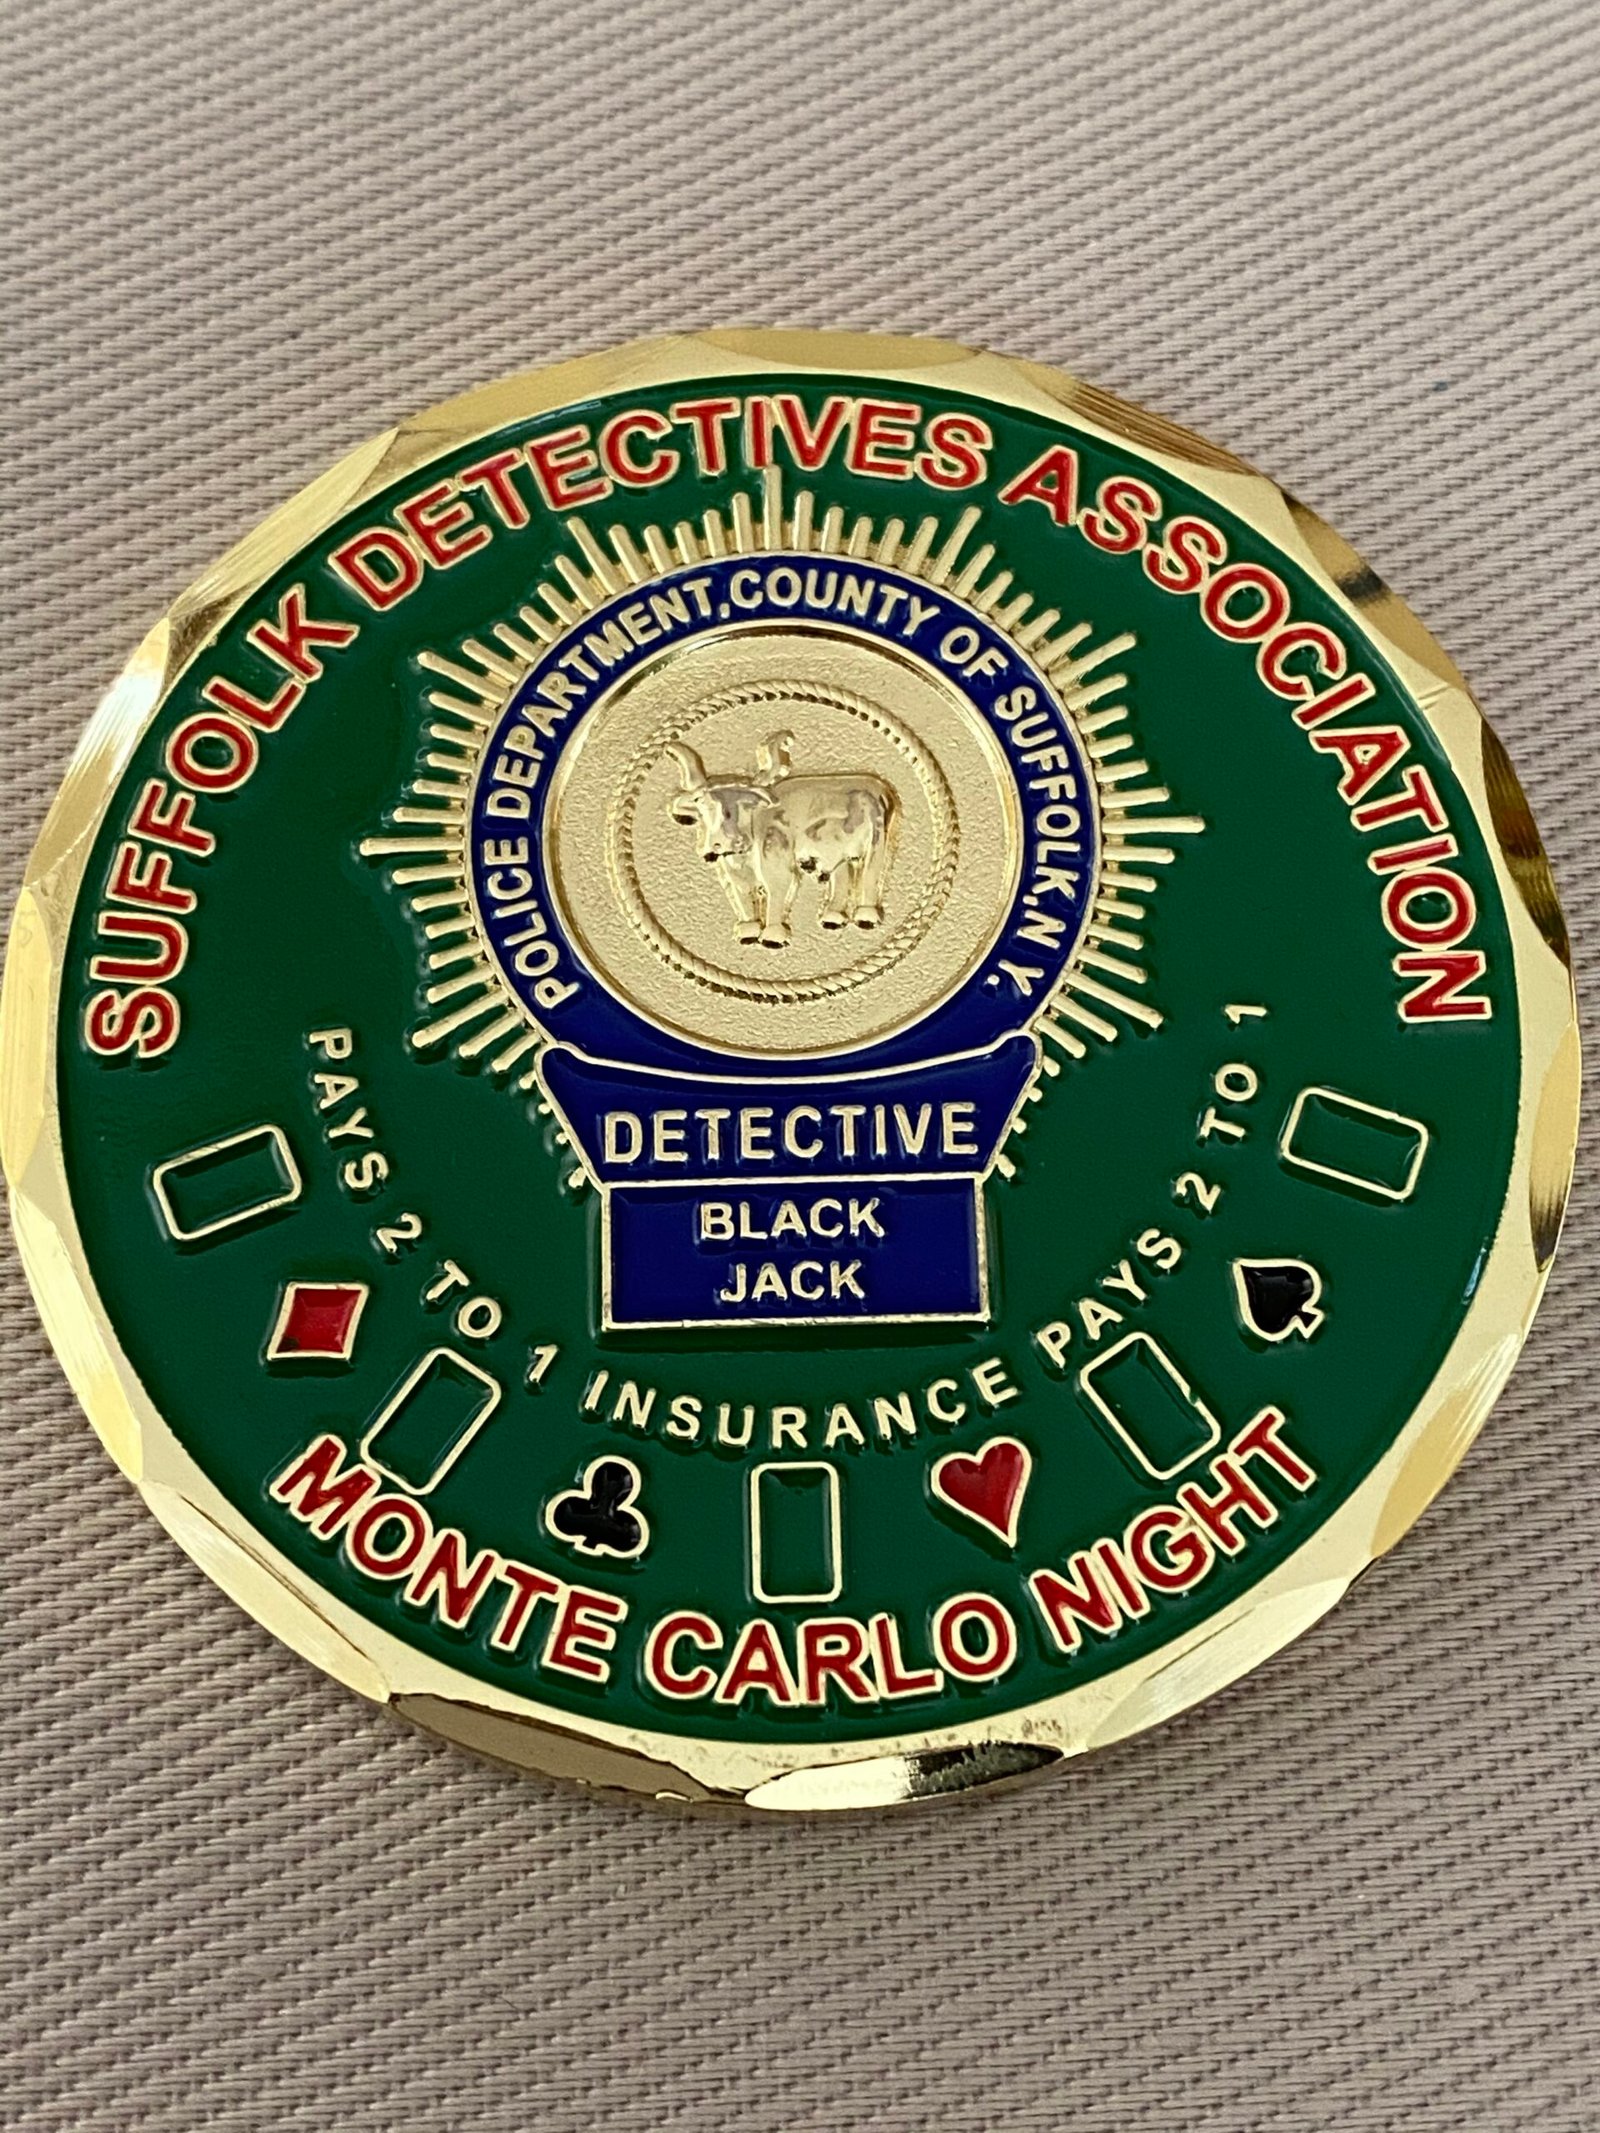 SUFFOLK DETECTIVES ASSOCIATION
POLICE DEPARTMENT, COUNTY OF SUFFOLK, N Y.
DETECTIVE
BLACK
JACK
PAYS 2 TO 1 INSURANCE PAYS 2 TO 1
MONTE CARLO NIGHT